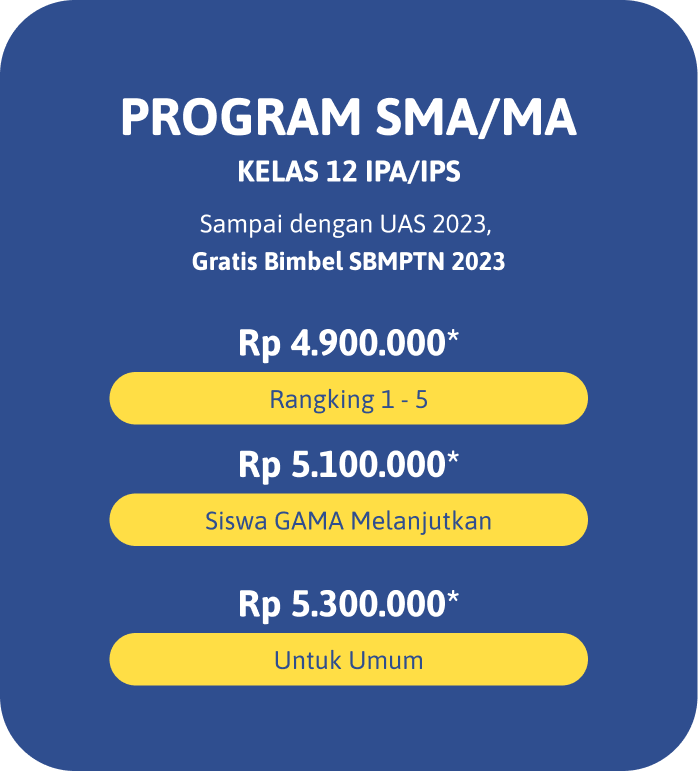 PROGRAM SMA/MA
KELAS 12 IPA/IPS
Sampai dengan UAS 2023,
Gratis Bimbel SBMPTN 2023
Rp 4.900.000*
Rangking 1 - 5
Rp 5.100.000*
Siswa GAMA Melanjutkan
Rp 5.300.000*
Untuk Umum